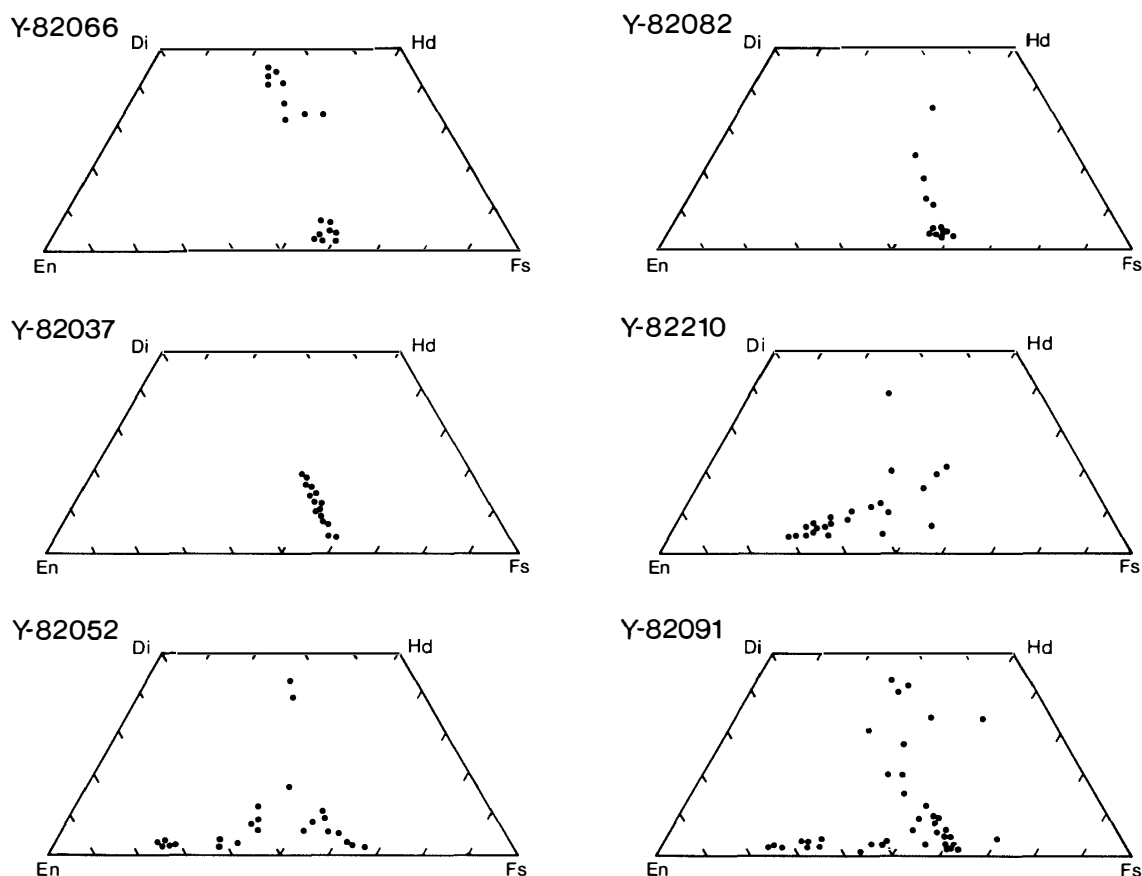 Y-82066
Di
Hd
En
Fs
Y-82082
Di
Hd
En
Fs
Y-82037
Di
Hd
En
Fs
Y-82210
Di
Hd
En
Fs
Y-82052
Di
Hd
En
Fs
Y-82091
Di
Hd
En
Fs